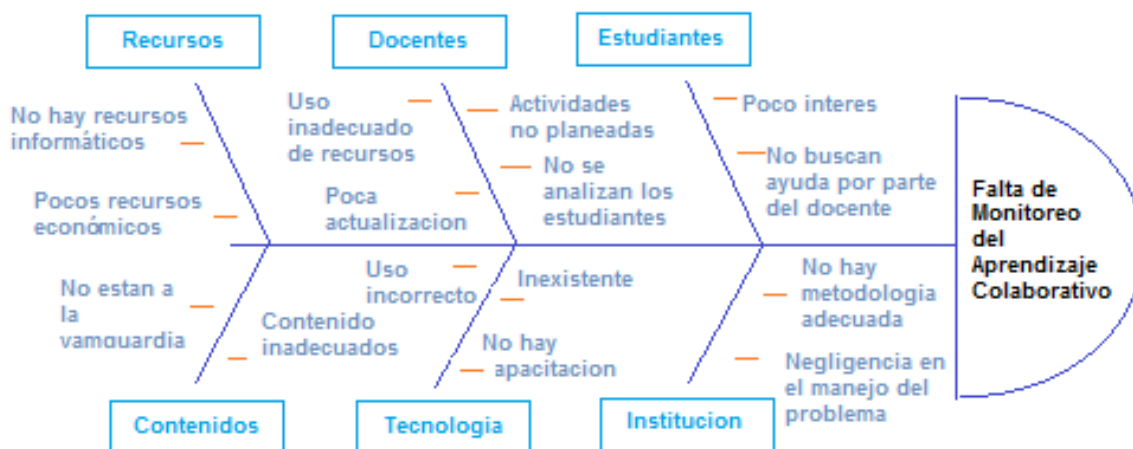 Recursos
Docentes
Estudiantes
No hay recursos
informáticos
Pocos recursos
económicos
Uso
inadecuado
de recursos
Poca
actualizacion
Actividades
no planeadas
No se
analizan los
estudiantes
Poco interes
No buscan
ayuda por parte
del docente
Falta de
Monitoreo
del
Aprendizaje
Colaborativo
No estan a
la
vamguardia
Contenido
inadecuados
Uso
incorrecto
Inexistente
No hay
apacitacion
No hay
metodologia
adecuada
Negligencia en
el manejo del
problema
Contenidos
Tecnologia
Institucion